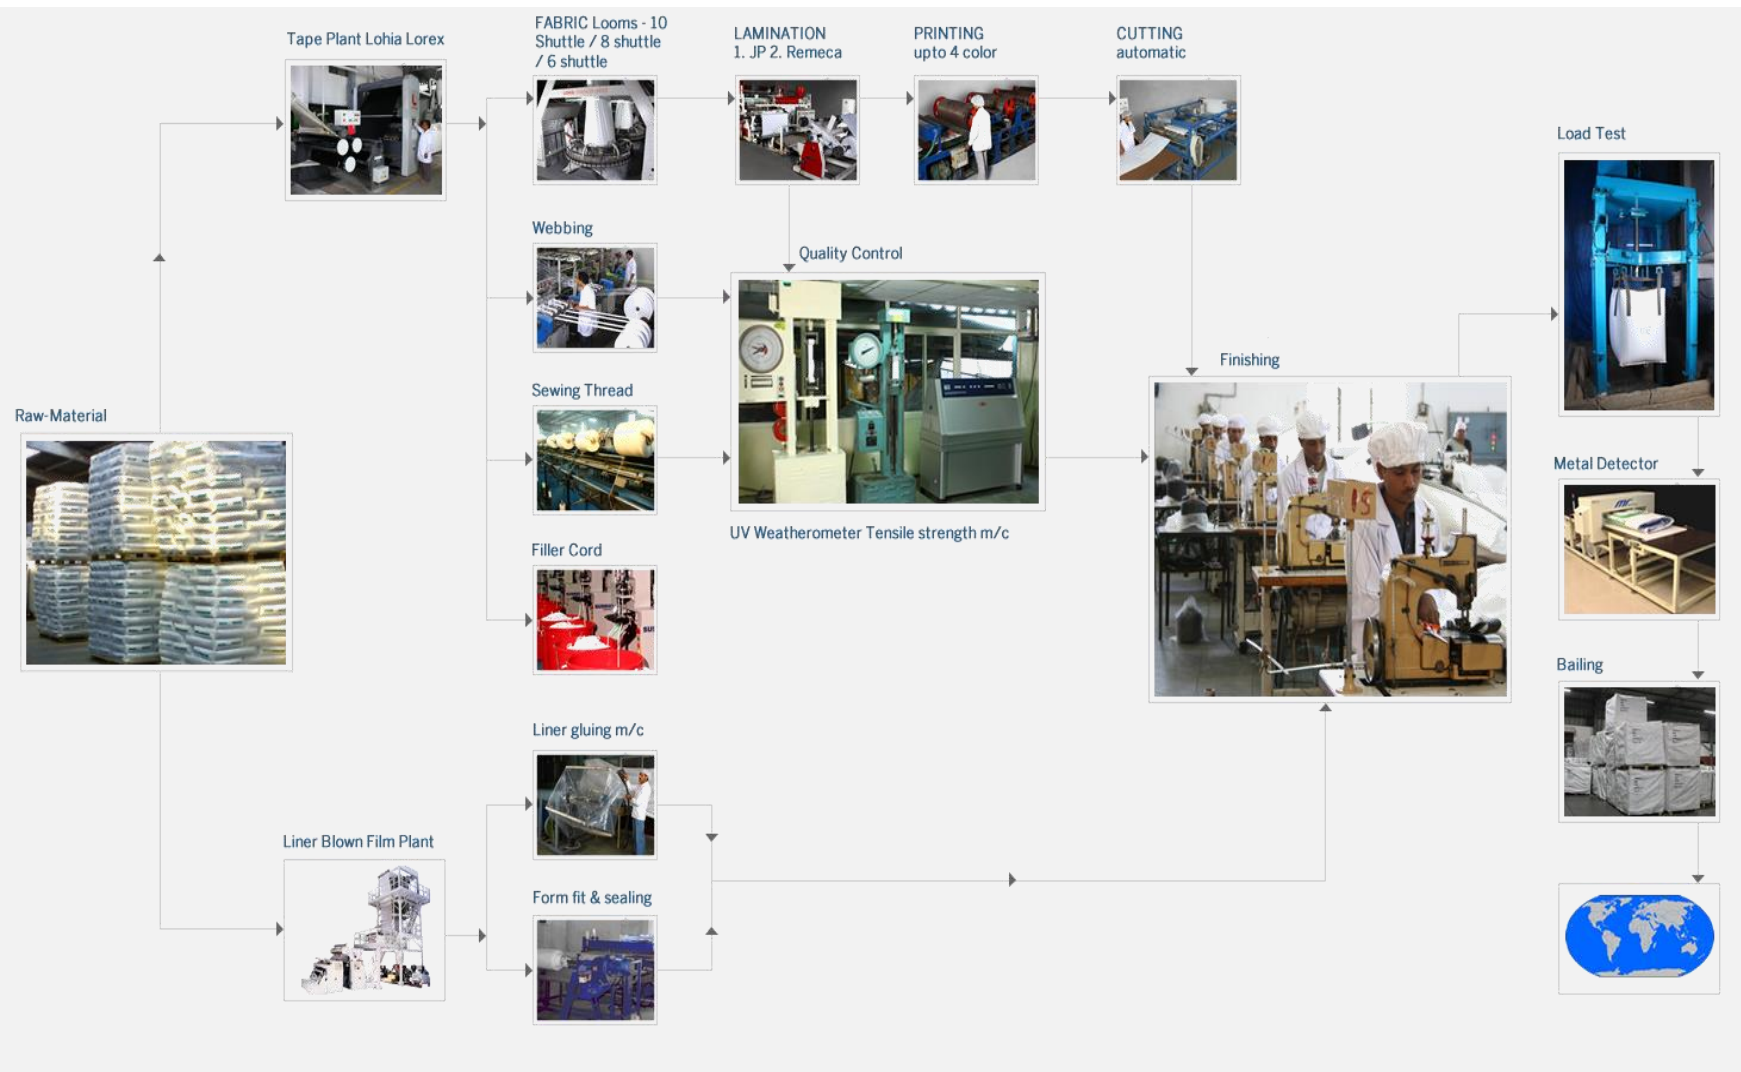 Tape Plant Lohia Lorex
FABRIC Looms - 10
Shuttle / 8 shuttle
/ 6 shuttle
LAMINATION
1. JP 2. Remeca
PRINTING
upto 4 color
CUTTING
automatic
Load Test
Webbing
Quality Control
Finishing
Sewing Thread
Raw-Material
15
Metal Detector
UV Weatherometer Tensile strength m/c
Filler Cord
Bailing
Liner gluing m/c
Liner Blown Film Plant
Form fit & sealing